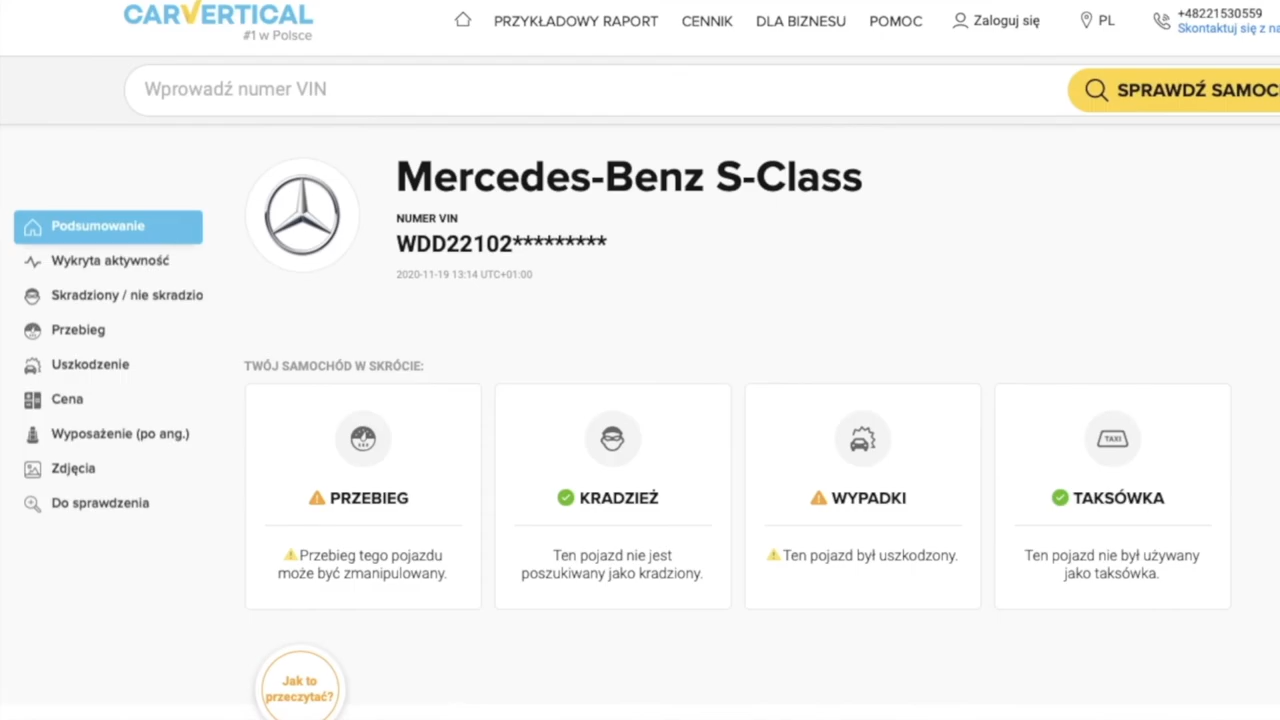 CARVERTICAL
#1 w Polsce
PRZYKŁADOWY RAPORT
CENNIK
DLA BIZNESU
POMOC
Zaloguj się
PL
+48221530559
Skontaktuj się z
Wprowadź numer VIN
SPRAWDŹ SAMOC
Mercedes-Benz S-Class
NUMER VIN
WDD22102*********
2020-11-19 13:14 UTC+01:00
Podsumowanie
Wykryta aktywność
Skradziony / nie skradzio
Przebieg
Uszkodzenie
Cena
Wyposażenie (po ang.)
Zdjęcia
Do sprawdzenia
TWÓJ SAMOCHÓD W SKRÓCIE:
PRZEBIEG
Przebieg tego pojazdu
może być zmanipulowany.
KRADZIEŻ
Ten pojazd nie jest
poszukiwany jako kradziony.
WYPADKI
Ten pojazd był uszkodzony.
TAXI
TAKSÓWKA
Ten pojazd nie był używany
jako taksówka.
Jak to
przeczytać?